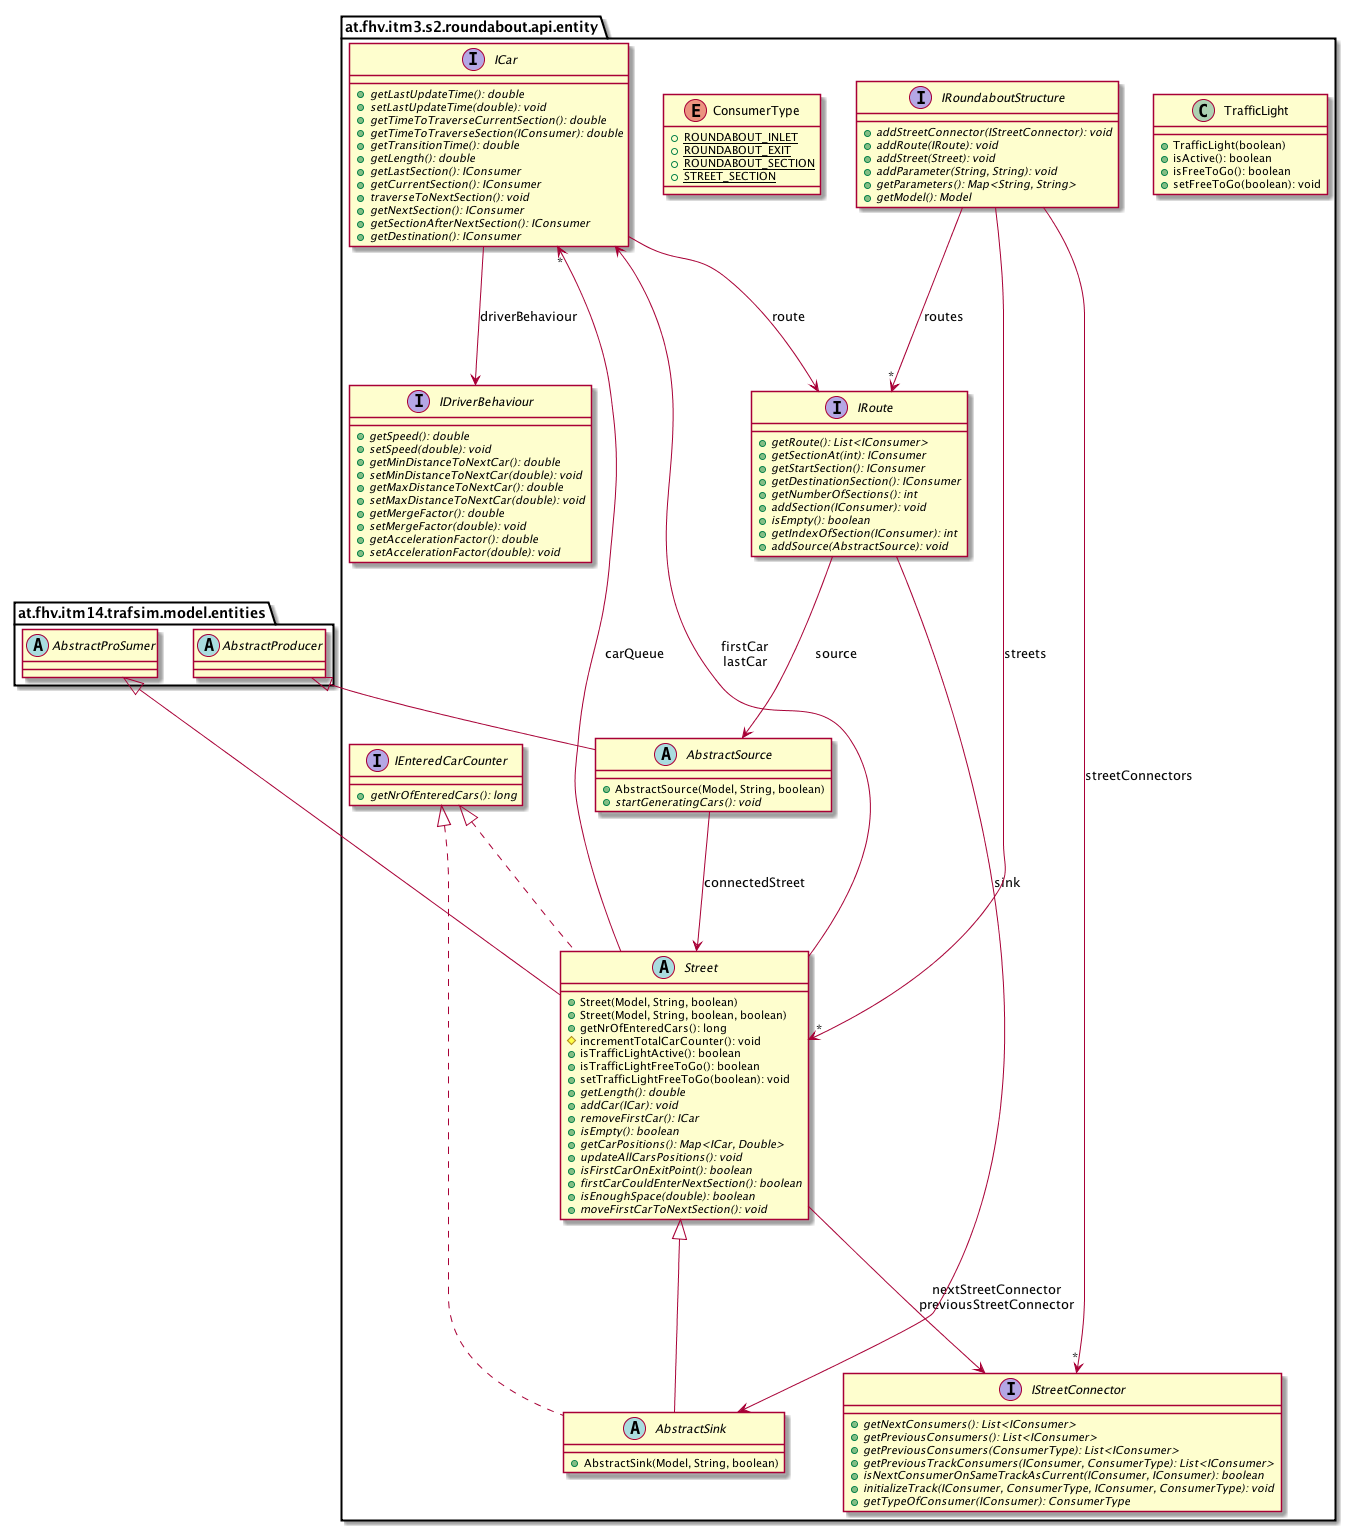 at.fhv.itm3.s2.roundabout.api.entity
I ICar
getLastUpdateTime(): double
setLastUpdateTime(double): void
getTimeToTraverseCurrentSection(): double
getTimeToTraverseSection(IConsumer): double
getTransitionTime(): double
getLength(): double
getLastSection(): IConsumer
getCurrentSection(): IConsumer
traverseToNextSection(): void
getNextSection(): IConsumer
getSectionAfterNextSection(): IConsumer
getDestination(): IConsumer
E ConsumerType
ROUNDABOUT_INLET
ROUNDABOUT_EXIT
ROUNDABOUT_SECTION
STREET_SECTION
I IRoundaboutStructure
addStreetConnector(IStreetConnector): void
addRoute(IRoute): void
addStreet(Street): void
addParameter(String, String): void
getParameters(): Map<String, String>
getModel(): Model
C TrafficLight
TrafficLight(boolean)
isActive(): boolean
isFreeToGo(): boolean
setFreeToGo(boolean): void
*
driverBehaviour
route
routes
*
I IDriverBehaviour
getSpeed(): double
setSpeed(double): void
getMinDistanceToNextCar(): double
setMinDistanceToNextCar(double): void
getMaxDistanceToNextCar(): double
setMaxDistanceToNextCar(double): void
getMergeFactor(): double
setMergeFactor(double): void
getAccelerationFactor(): double
setAccelerationFactor(double): void
I IRoute
getRoute(): List<IConsumer>
getSectionAt(int): IConsumer
getStartSection(): IConsumer
getDestinationSection(): IConsumer
getNumberOfSections(): int
addSection(IConsumer): void
isEmpty(): boolean
getIndexOfSection(IConsumer): int
addSource(AbstractSource): void
at.fhv.itm14.trafsim.model.entities
A AbstractProSumer
A AbstractProducer
carQueue
firstCar
lastCar
source
streets
I IEnteredCarCounter
getNrOfEnteredCars(): long
A AbstractSource
AbstractSource(Model, String, boolean)
startGeneratingCars(): void
streetConnectors
connectedStreet
sink
A Street
Street(Model, String, boolean)
Street(Model, String, boolean, boolean)
getNrOfEnteredCars(): long
incrementTotalCarCounter(): void
isTrafficLightActive(): boolean
isTrafficLightFreeToGo(): boolean
setTrafficLightFreeToGo(boolean): void
getLength(): double
addCar(ICar): void
removeFirstCar(): ICar
isEmpty(): boolean
getCarPositions(): Map<ICar, Double>
updateAllCarsPositions(): void
isFirstCarOnExitPoint(): boolean
firstCarCouldEnterNextSection(): boolean
isEnoughSpace(double): boolean
moveFirstCarToNextSection(): void
*
nextStreetConnector
previousStreetConnector
*
A AbstractSink
AbstractSink(Model, String, boolean)
I IStreetConnector
getNextConsumers(): List<IConsumer>
getPreviousConsumers(): List<IConsumer>
getPreviousConsumers(ConsumerType): List<IConsumer>
getPreviousTrackConsumers(IConsumer, ConsumerType): List<IConsumer>
isNextConsumerOnSameTrackAsCurrent(IConsumer, IConsumer): boolean
initializeTrack(IConsumer, ConsumerType, IConsumer, ConsumerType): void
getTypeOfConsumer(IConsumer): ConsumerType